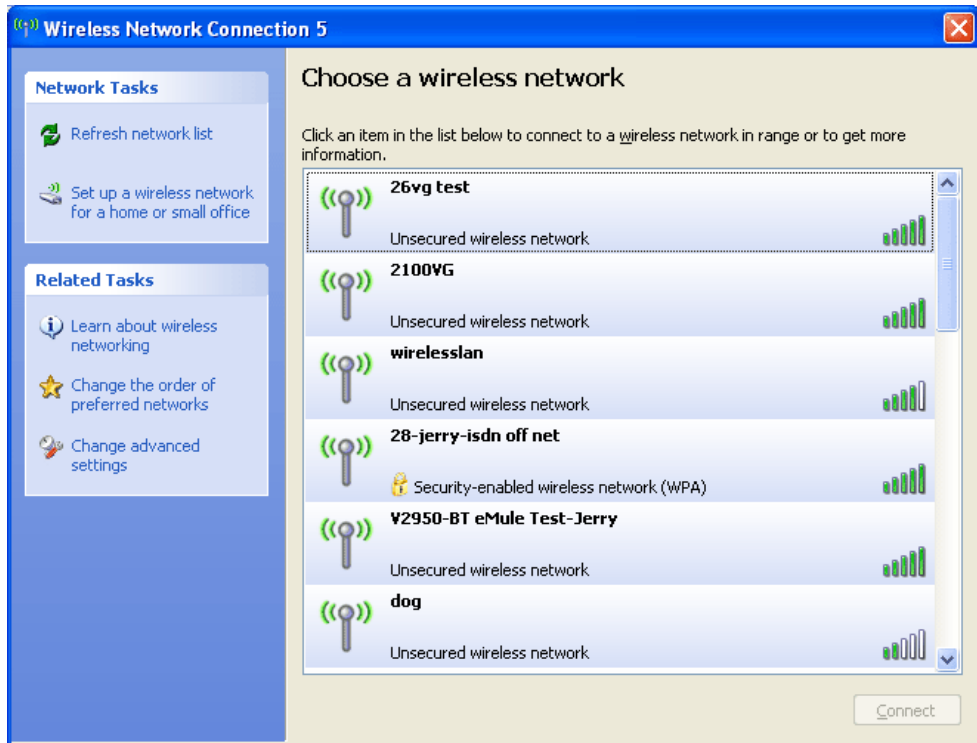 Wireless Network Connection 5
Network Tasks
Refresh network list
Set up a wireless network
for a home or small office
Related Tasks
Learn about wireless
networking
Change the order of
preferred networks
Change advanced
settings
Choose a wireless network
Click an item in the list below to connect to a wireless network in range or to get more
information.
26vg test
Unsecured wireless network
2100VG
Unsecured wireless network
wirelesslan
Unsecured wireless network
28-jerry-isdn off net
Security-enabled wireless network (WPA)
V2950-BT eMule Test-Jerry
Unsecured wireless network
dog
Unsecured wireless network
Connect